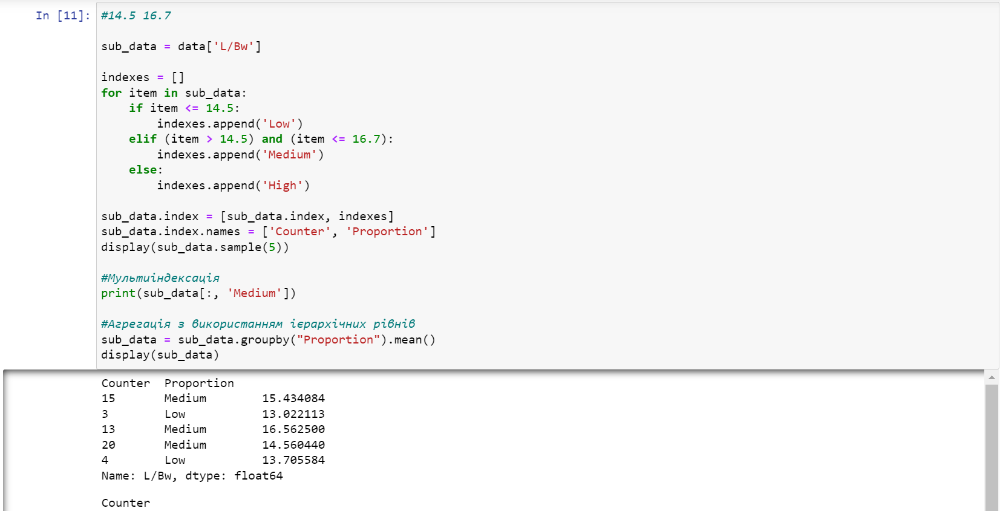 In [11]: #14.5 16.7
sub_data = data['L/Bw']
indexes = []
for item in sub_data:
    if item <= 14.5:
        indexes.append('Low')
    elif (item > 14.5) and (item <= 16.7):
        indexes.append('Medium')
    else:
        indexes.append('High')
sub_data.index = [sub_data.index, indexes]
sub_data.index.names = ['Counter', 'Proportion']
display(sub_data.sample(5))
#Мультиіндексація
print(sub_data[:, 'Medium'])
#Агрегація з використанням ієрархічних рівнів
sub_data = sub_data.groupby("Proportion").mean()
display(sub_data)
Counter  Proportion
15       Medium        15.434084
3        Low           13.022113
13       Medium        16.562500
20       Medium        14.560440
4        Low           13.705584
Name: L/Bw, dtype: float64
Counter